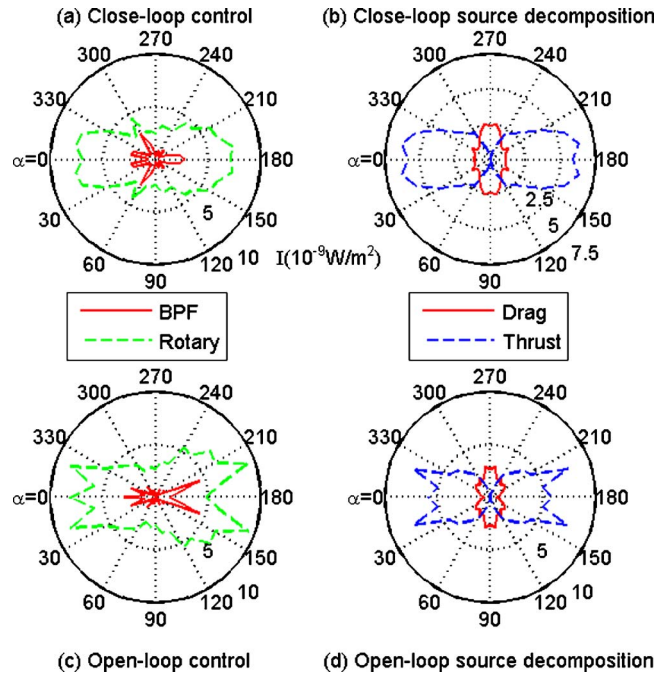 (a) Close-loop control
(b) Close-loop source decomposition
270
300 240
330 210
α=0 180
30 150
60 120
90
5
10
270
300 240
330 210
α=0 180
30 150
60 120
90
2.5
5
7.5
I(10⁻⁹W/m²)
BPF
Rotary
Drag
Thrust
270
300 240
330 210
α=0 180
30 150
60 120
90
5
10
270
300 240
330 210
α=0 180
30 150
60 120
90
5
10
(c) Open-loop control
(d) Open-loop source decomposition